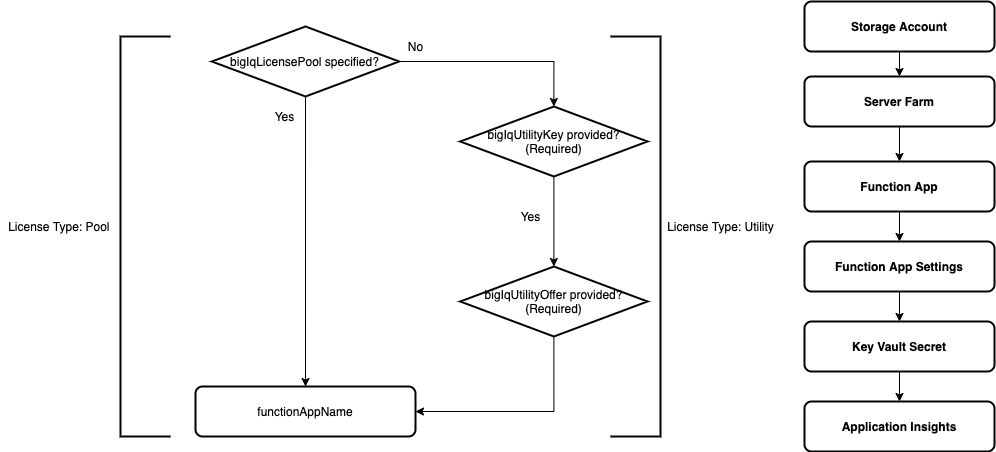 bigIqLicensePool specified?
No
Yes
bigIqUtilityKey provided?
(Required)
Yes
License Type: Pool
License Type: Utility
bigIqUtilityOffer provided?
(Required)
functionAppName
Storage Account
Server Farm
Function App
Function App Settings
Key Vault Secret
Application Insights